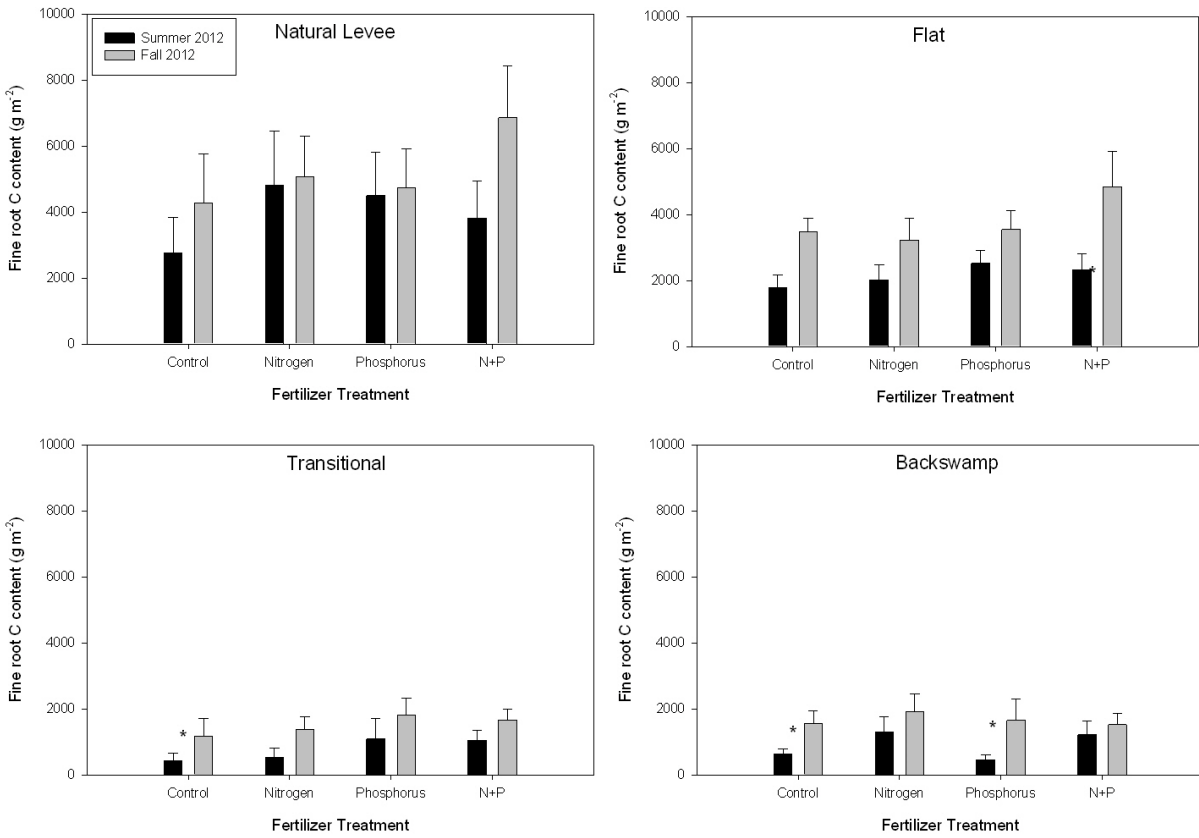 Natural Levee
Summer 2012
Fall 2012
Fine root C content (g m-2)
10000
8000
6000
4000
2000
0
Control Nitrogen Phosphorus N+P
Fertilizer Treatment
Flat
Fine root C content (g m-2)
10000
8000
6000
4000
2000
0
*
Control Nitrogen Phosphorus N+P
Fertilizer Treatment
Transitional
Fine root C content (g m-2)
10000
8000
6000
4000
2000
0
*
Control Nitrogen Phosphorus N+P
Fertilizer Treatment
Backswamp
Fine root C content (g m-2)
10000
8000
6000
4000
2000
0
* *
Control Nitrogen Phosphorus N+P
Fertilizer Treatment